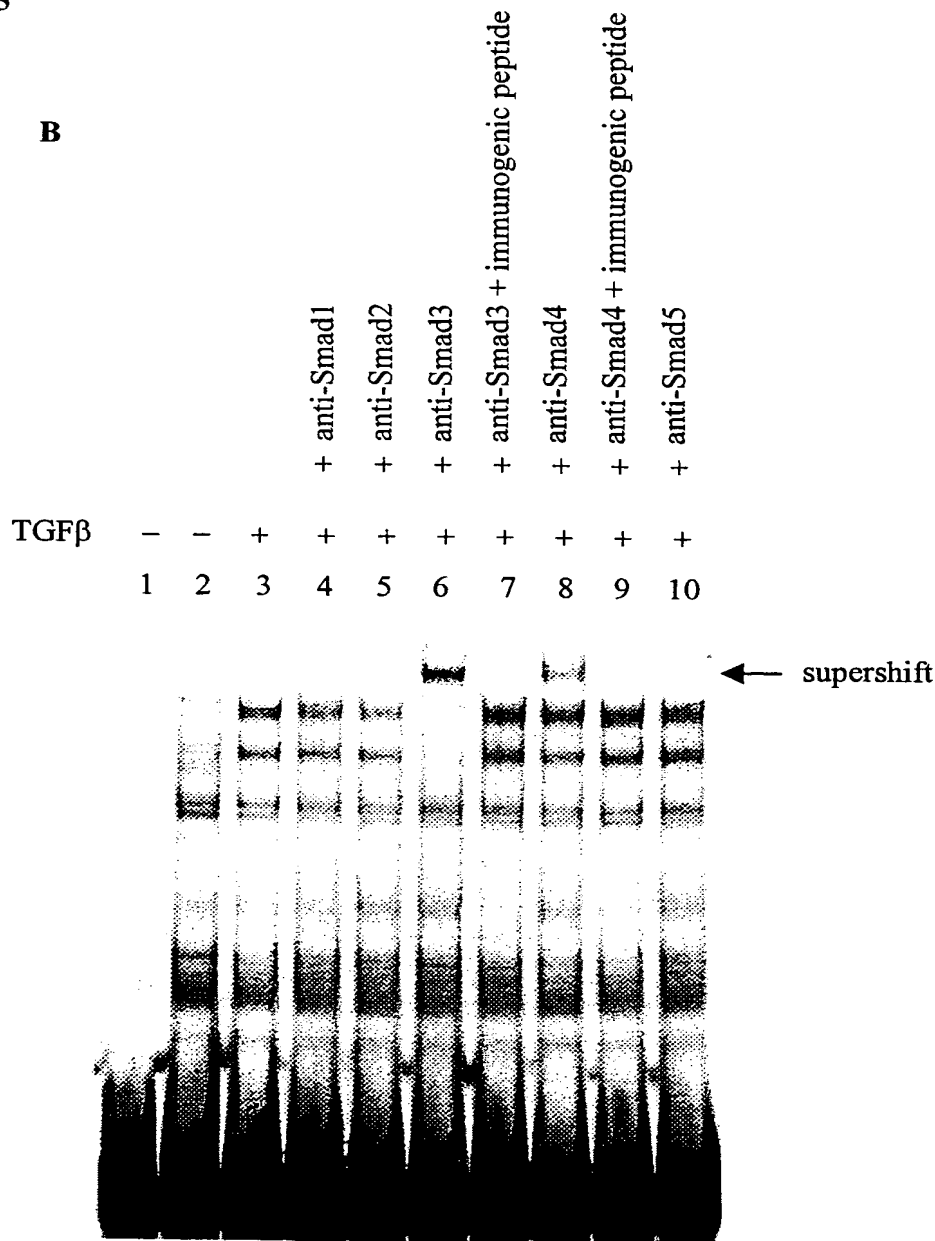 B
+ anti-Smad1
+ anti-Smad2
+ anti-Smad3
+ anti-Smad3 + immunogenic peptide
+ anti-Smad4
+ anti-Smad4 + immunogenic peptide
+ anti-Smad5
TGFβ – – + + + + + + + +
1 2 3 4 5 6 7 8 9 10
supershift